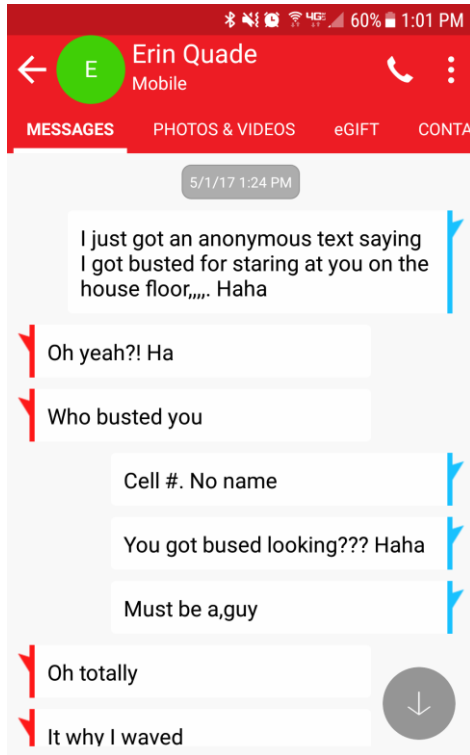 4G 60% 1:01 PM
E Erin Quade
Mobile
MESSAGES PHOTOS & VIDEOS eGIFT CONTA
5/1/17 1:24 PM
I just got an anonymous text saying
I got busted for staring at you on the
house floor,,,,. Haha
Oh yeah?! Ha
Who busted you
Cell #. No name
You got bused looking??? Haha
Must be a,guy
Oh totally
It why I waved